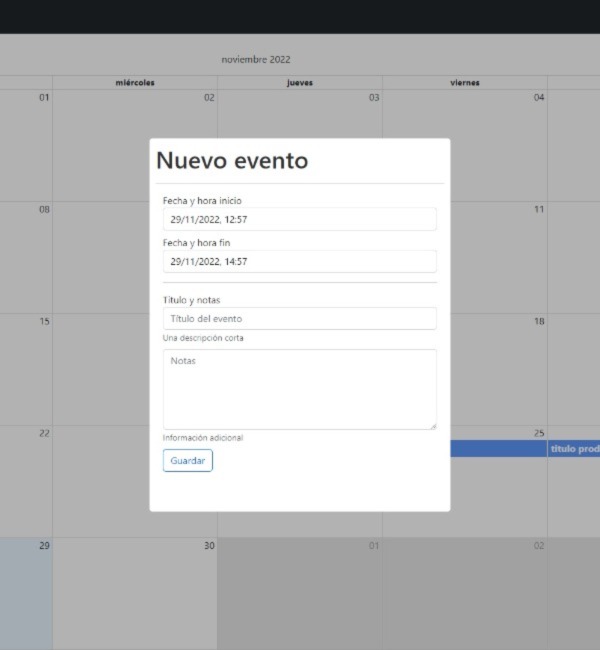 noviembre 2022
miércoles jueves viernes
01 02 03 04
Nuevo evento
Fecha y hora inicio
29/11/2022, 12:57
Fecha y hora fin
29/11/2022, 14:57
Titulo y notas
Título del evento
Una descripción corta
Notas
Información adicional
Guardar
08 11
15 18
22 25
titulo prod
29 30 01 02